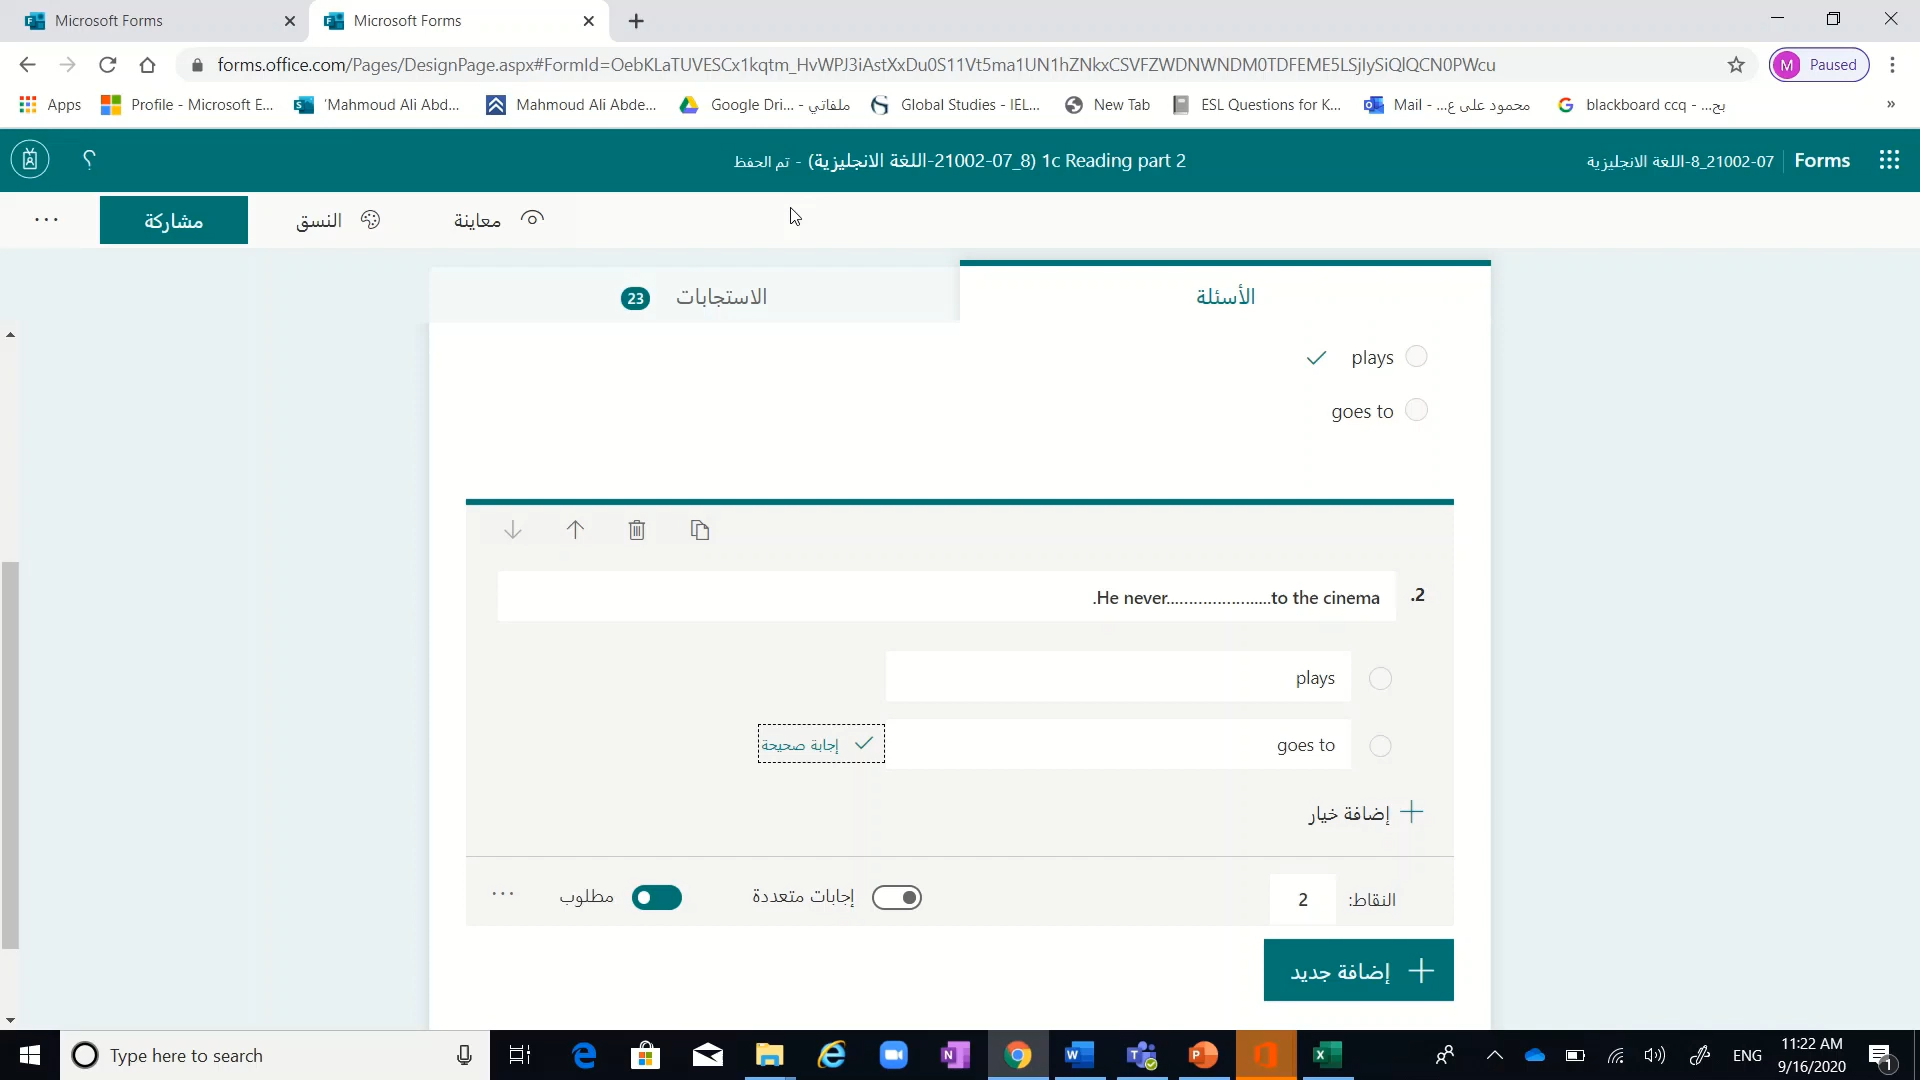 Microsoft Forms
Microsoft Forms
forms.office.com/Pages/DesignPage.aspx#FormId=OebKLaTUVESCx1kqtm_HvWPJ3iAstXxDu0S11Vt5ma1UN1hZNkxCSVFZWDNWNDM0TDFEME5LSjIySiQlQCN0PWcu
M Paused
Apps
Profile - Microsoft E...
'Mahmoud Ali Abd...
Mahmoud Ali Abde...
Google Dri... - ملفاتي
Global Studies - IEL...
New Tab
ESL Questions for K...
Mail - ...محمود على ع
blackboard ccq - ...بح
»
؟
1c Reading part 2 (21002-07_8-اللغة الانجليزية) - تم الحفظ
21002-07_8-اللغة الانجليزية
Forms
مشاركة
النسق
معاينة
الأسئلة
الاستجابات 23
plays
goes to
2. He never......................to the cinema.
plays
goes to
إجابة صحيحة
إضافة خيار
النقاط: 2
إجابات متعددة
مطلوب
إضافة جديد
Type here to search
ENG
11:22 AM
9/16/2020
1